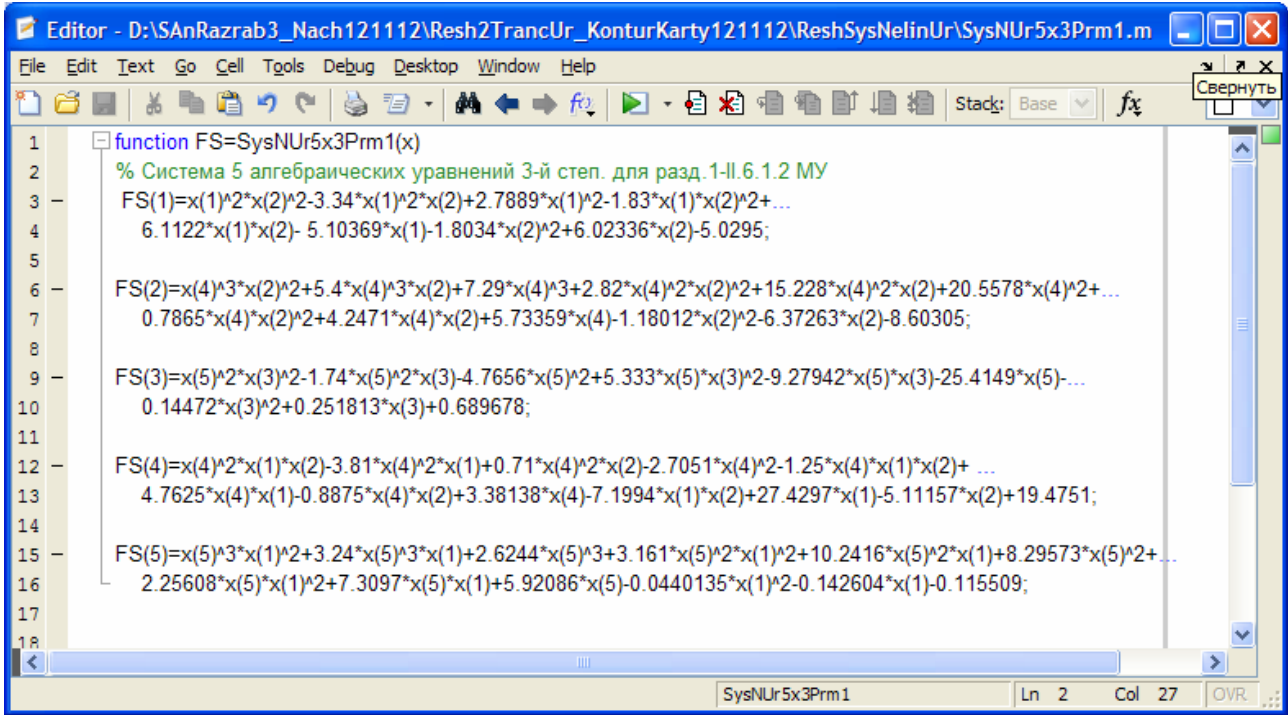 Editor - D:\SAnRazrab3_Nach121112\Resh2TrancUr_KonturKarty121112\ReshSysNelinUr\SysNUr5x3Prm1.m
File Edit Text Go Cell Tools Debug Desktop Window Help
Свернуть
Stack: Base fx
1 function FS=SysNUr5x3Prm1(x)
2 % Система 5 алгебраических уравнений 3-й степ. для разд.1-II.6.1.2 МУ
3 – FS(1)=x(1)^2*x(2)^2-3.34*x(1)^2*x(2)+2.7889*x(1)^2-1.83*x(1)*x(2)^2+...
4 6.1122*x(1)*x(2)- 5.10369*x(1)-1.8034*x(2)^2+6.02336*x(2)-5.0295;
5
6 – FS(2)=x(4)^3*x(2)^2+5.4*x(4)^3*x(2)+7.29*x(4)^3+2.82*x(4)^2*x(2)^2+15.228*x(4)^2*x(2)+20.5578*x(4)^2+...
7 0.7865*x(4)*x(2)^2+4.2471*x(4)*x(2)+5.73359*x(4)-1.18012*x(2)^2-6.37263*x(2)-8.60305;
8
9 – FS(3)=x(5)^2*x(3)^2-1.74*x(5)^2*x(3)-4.7656*x(5)^2+5.333*x(5)*x(3)^2-9.27942*x(5)*x(3)-25.4149*x(5)-...
10 0.14472*x(3)^2+0.251813*x(3)+0.689678;
11
12 – FS(4)=x(4)^2*x(1)*x(2)-3.81*x(4)^2*x(1)+0.71*x(4)^2*x(2)-2.7051*x(4)^2-1.25*x(4)*x(1)*x(2)+ ...
13 4.7625*x(4)*x(1)-0.8875*x(4)*x(2)+3.38138*x(4)-7.1994*x(1)*x(2)+27.4297*x(1)-5.11157*x(2)+19.4751;
14
15 – FS(5)=x(5)^3*x(1)^2+3.24*x(5)^3*x(1)+2.6244*x(5)^3+3.161*x(5)^2*x(1)^2+10.2416*x(5)^2*x(1)+8.29573*x(5)^2+...
16 2.25608*x(5)*x(1)^2+7.3097*x(5)*x(1)+5.92086*x(5)-0.0440135*x(1)^2-0.142604*x(1)-0.115509;
17
18
SysNUr5x3Prm1 Ln 2 Col 27 OVR